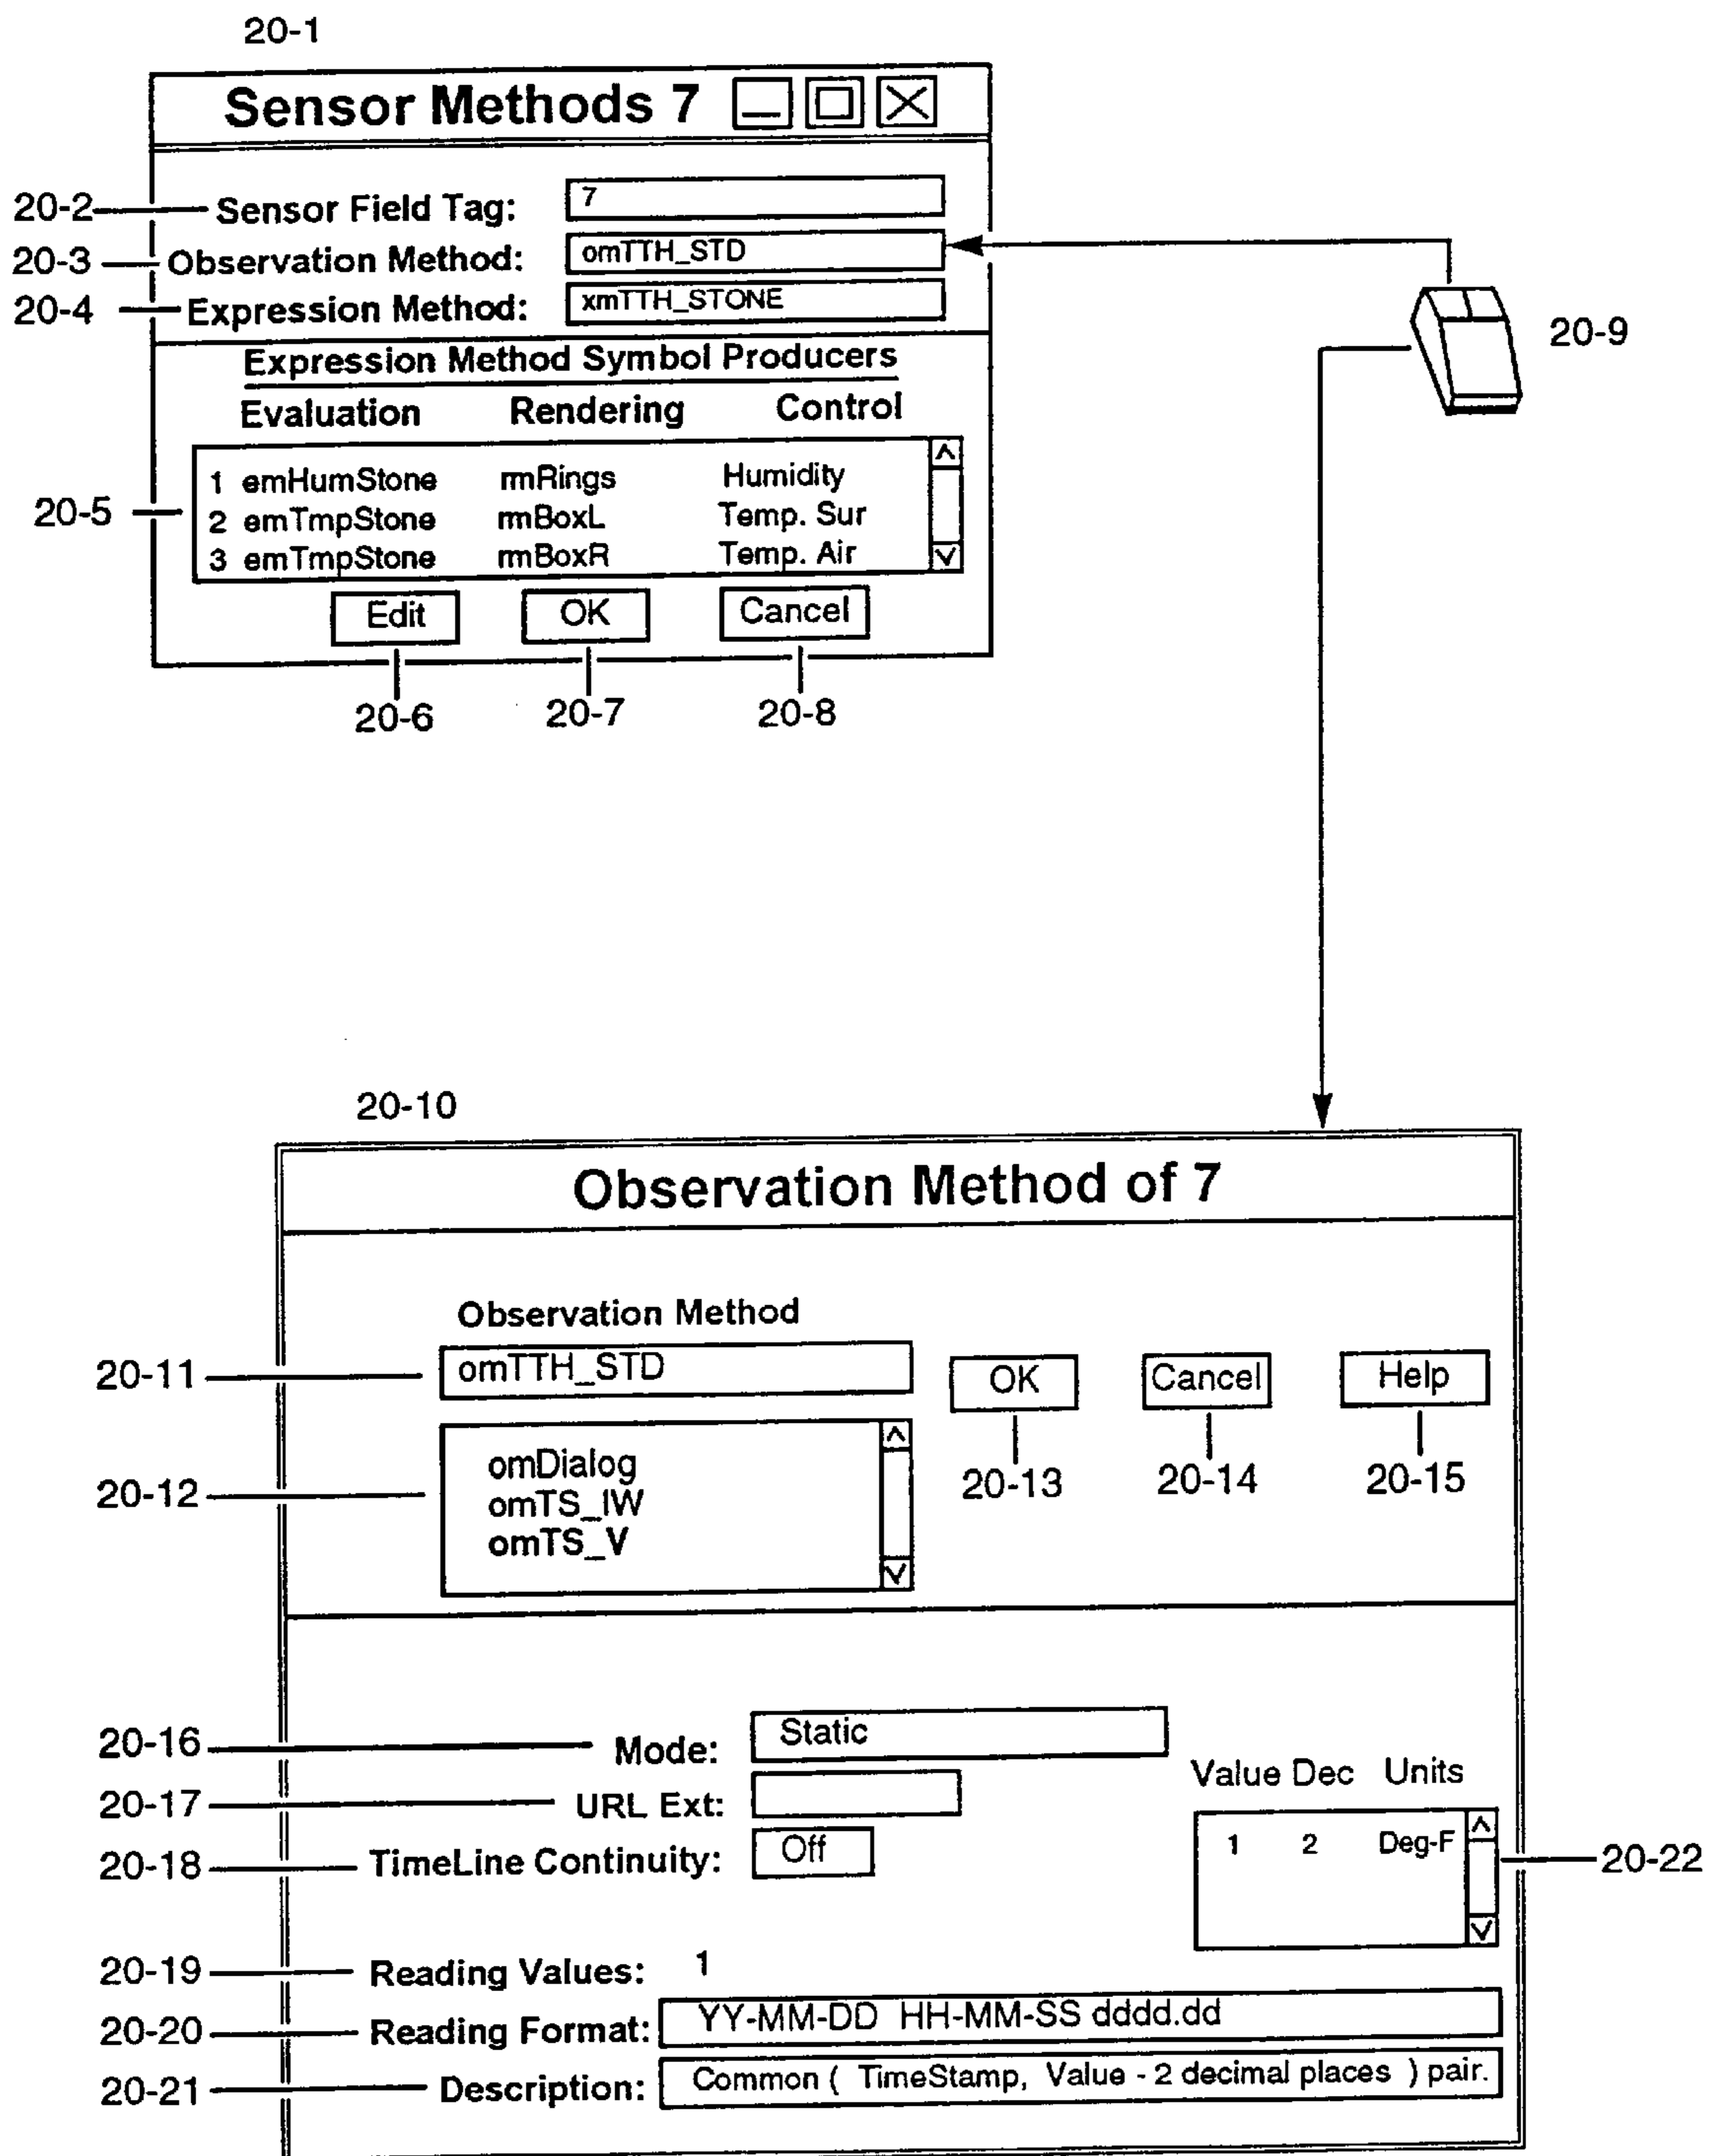 20-1
Sensor Methods 7
20-2 Sensor Field Tag: 7
20-3 Observation Method: omTTH_STD
20-4 Expression Method: xmTTH_STONE
20-9
Expression Method Symbol Producers
Evaluation Rendering Control
1 emHumStone rmRings Humidity
20-5 2 emTmpStone rmBoxL Temp. Sur
3 emTmpStone rmBoxR Temp. Air
Edit OK Cancel
20-6 20-7 20-8
20-10
Observation Method of 7
Observation Method
20-11 omTTH_STD OK Cancel Help
20-13 20-14 20-15
omDialog
20-12 omTS_IW
omTS_V
20-16 Mode: Static
Value Dec Units
20-17 URL Ext:
20-18 TimeLine Continuity: Off
1 2 Deg-F
20-22
20-19 Reading Values: 1
20-20 Reading Format: YY-MM-DD HH-MM-SS dddd.dd
20-21 Description: Common ( TimeStamp, Value - 2 decimal places ) pair.